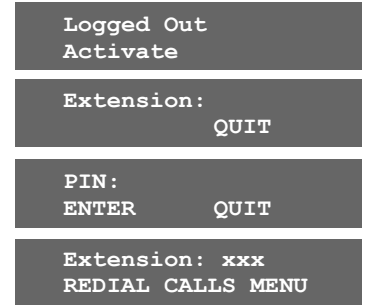 Logged Out
Activate
Extension:
QUIT
PIN:
ENTER QUIT
Extension: xxx
REDIAL CALLS MENU